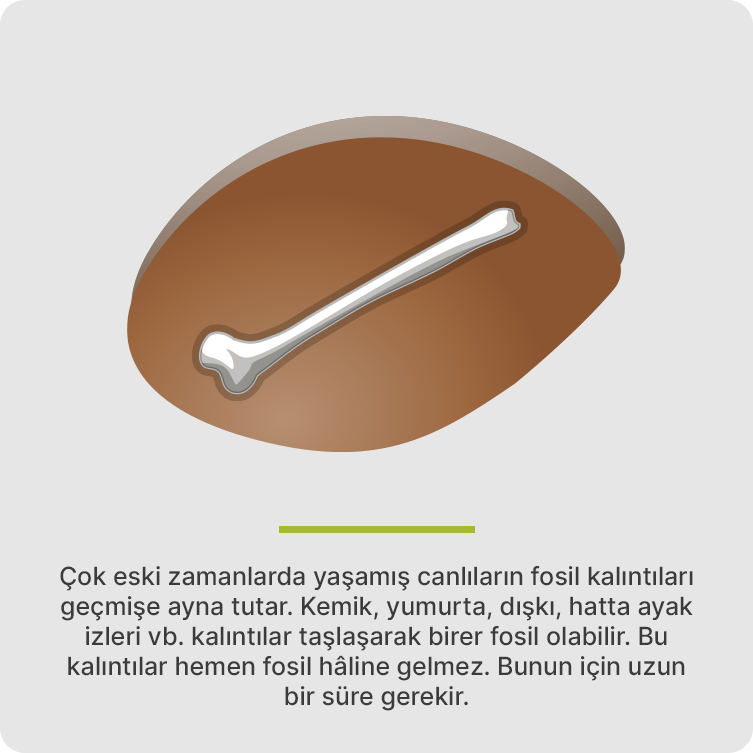 Çok eski zamanlarda yaşamış canlıların fosil kalıntıları
geçmişe ayna tutar. Kemik, yumurta, dışkı, hatta ayak
izleri vb. kalıntılar taşlaşarak birer fosil olabilir. Bu
kalıntılar hemen fosil hâline gelmez. Bunun için uzun
bir süre gerekir.